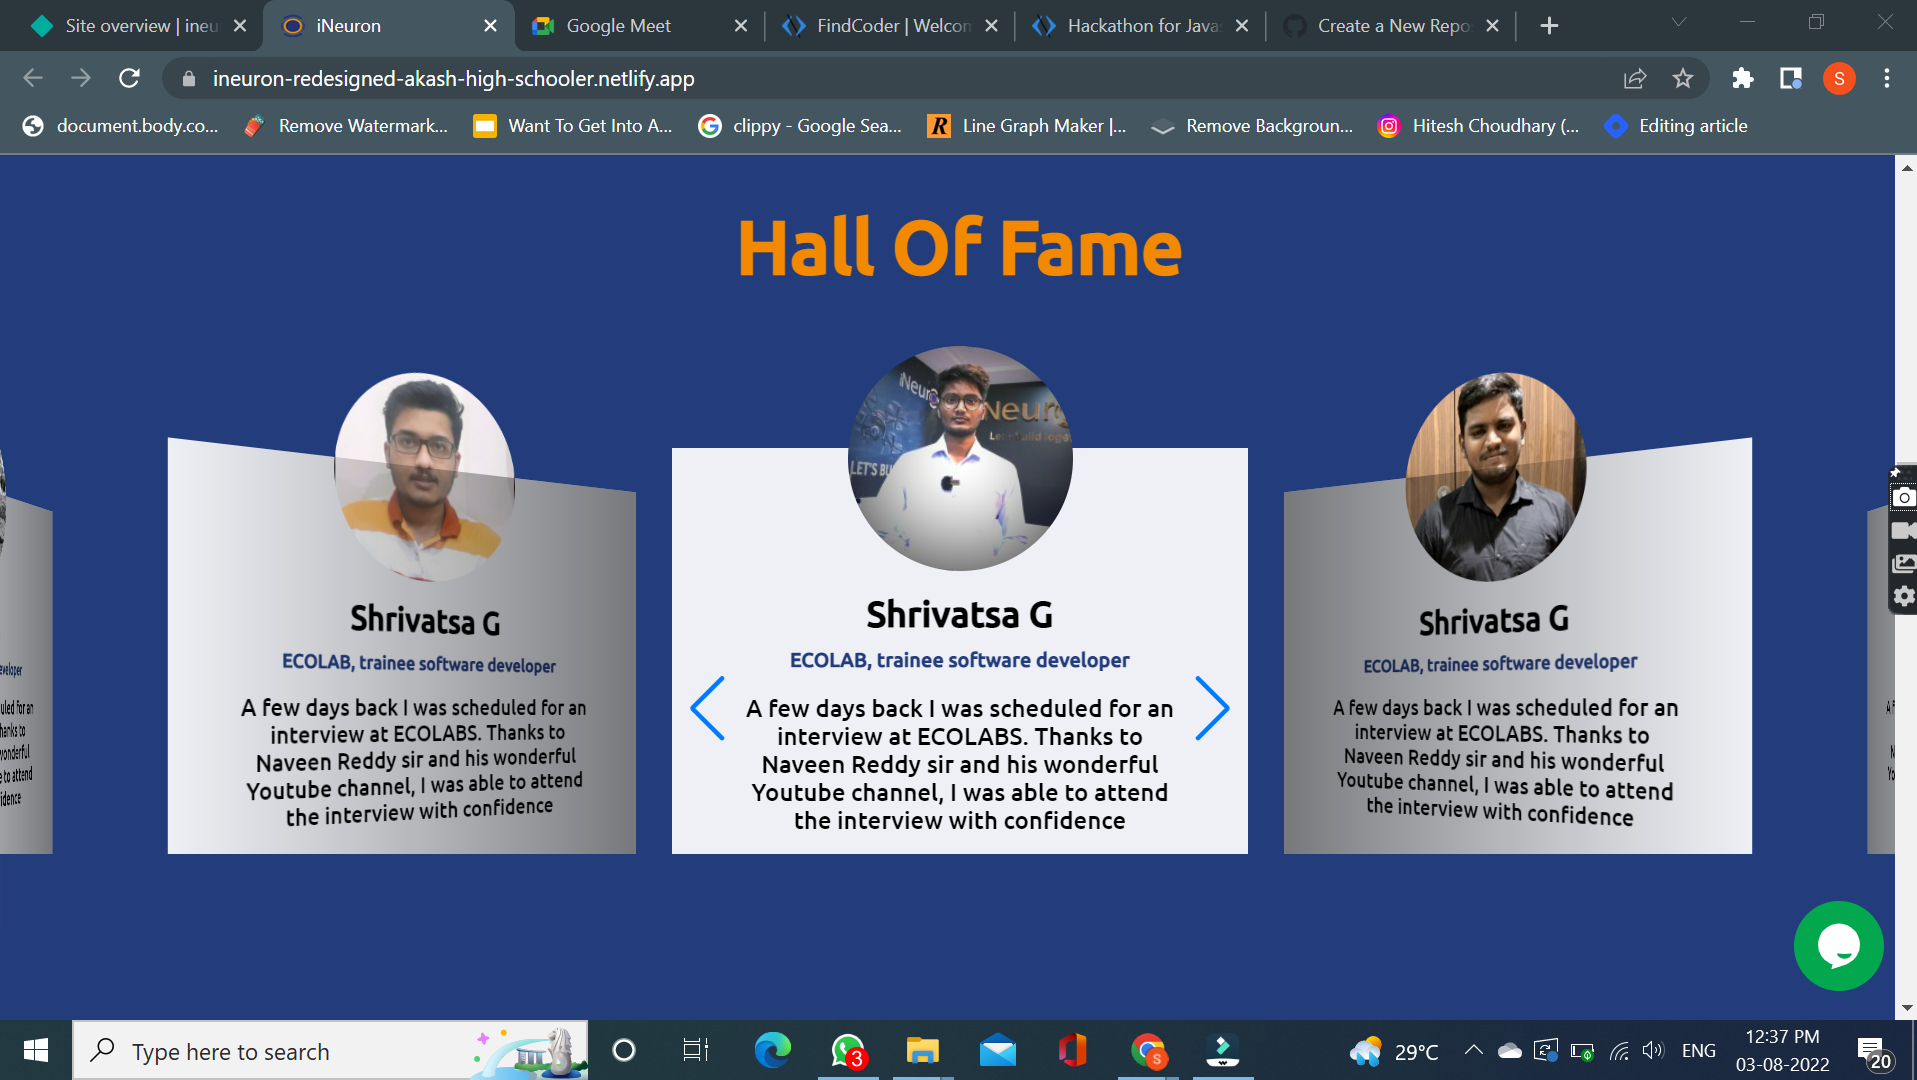 Site overview | ineu
iNeuron
Google Meet
FindCoder | Welcom
Hackathon for Javas
Create a New Repo
ineuron-redesigned-akash-high-schooler.netlify.app
S
document.body.co...
Remove Watermark...
Want To Get Into A...
clippy - Google Sea...
Line Graph Maker |...
Remove Backgroun...
Hitesh Choudhary (...
Editing article
Hall Of Fame
Shrivatsa G
ECOLAB, trainee software developer
A few days back I was scheduled for an
interview at ECOLABS. Thanks to
Naveen Reddy sir and his wonderful
Youtube channel, I was able to attend
the interview with confidence
iNeur
Neur
LET'S BU
Shrivatsa G
ECOLAB, trainee software developer
A few days back I was scheduled for an
interview at ECOLABS. Thanks to
Naveen Reddy sir and his wonderful
Youtube channel, I was able to attend
the interview with confidence
Shrivatsa G
ECOLAB, trainee software developer
A few days back I was scheduled for an
interview at ECOLABS. Thanks to
Naveen Reddy sir and his wonderful
Youtube channel, I was able to attend
the interview with confidence
Type here to search
3
S
29°C
ENG
12:37 PM
03-08-2022
20